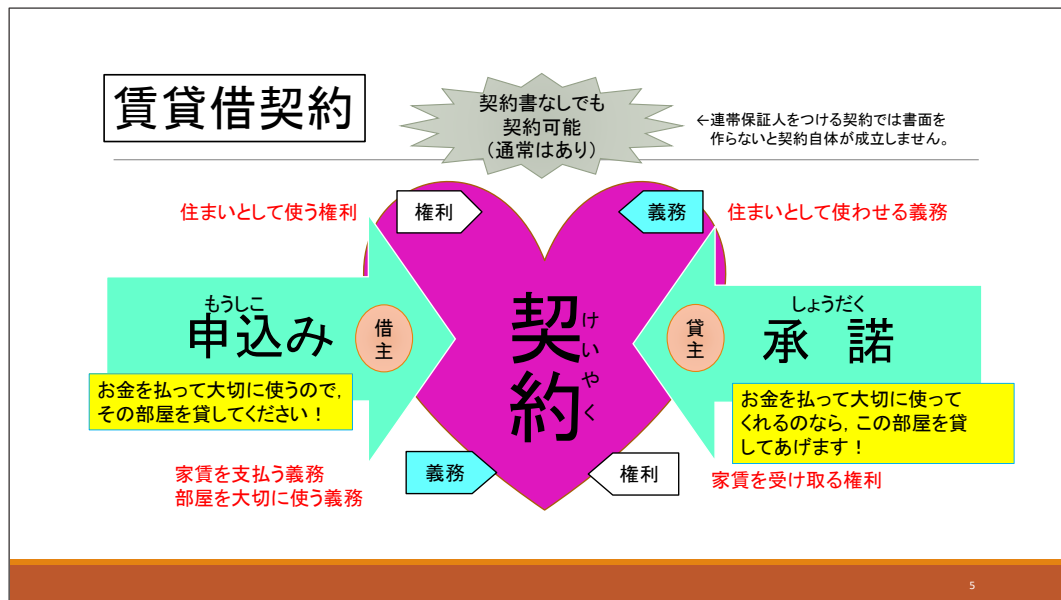 賃貸借契約
契約書なしでも
契約可能
(通常はあり)
←連帯保証人をつける契約では書面を
作らないと契約自体が成立しません。
住まいとして使う権利
権利
義務
住まいとして使わせる義務
もうしこ
申込み
借主
契約
けいやく
貸主
しょうだく
承 諾
お金を払って大切に使うので,
その部屋を貸してください!
お金を払って大切に使って
くれるのなら, この部屋を貸
してあげます!
家賃を支払う義務
部屋を大切に使う義務
義務
権利
家賃を受け取る権利
5